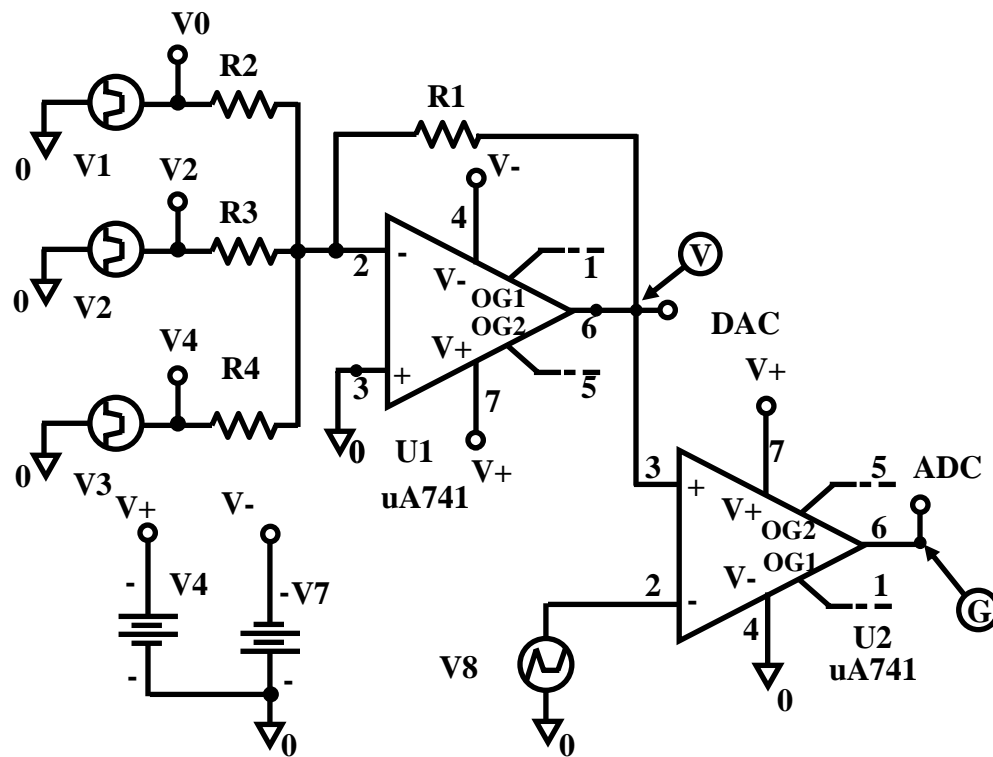 V0
R2
R1
0
V1
V-
V2
4
R3
2
-
1
V-
OG1
V
0
V2
OG2
6
DAC
V+
V4
R4
3
+
5
V+
7
7
0
U1
V+
3
5
ADC
0
V3
uA741
+
V+
OG2
6
V+
V-
OG1
V-
-
V4
-V7
2
-
1
G
4
U2
V8
uA741
-
-
0
0
0